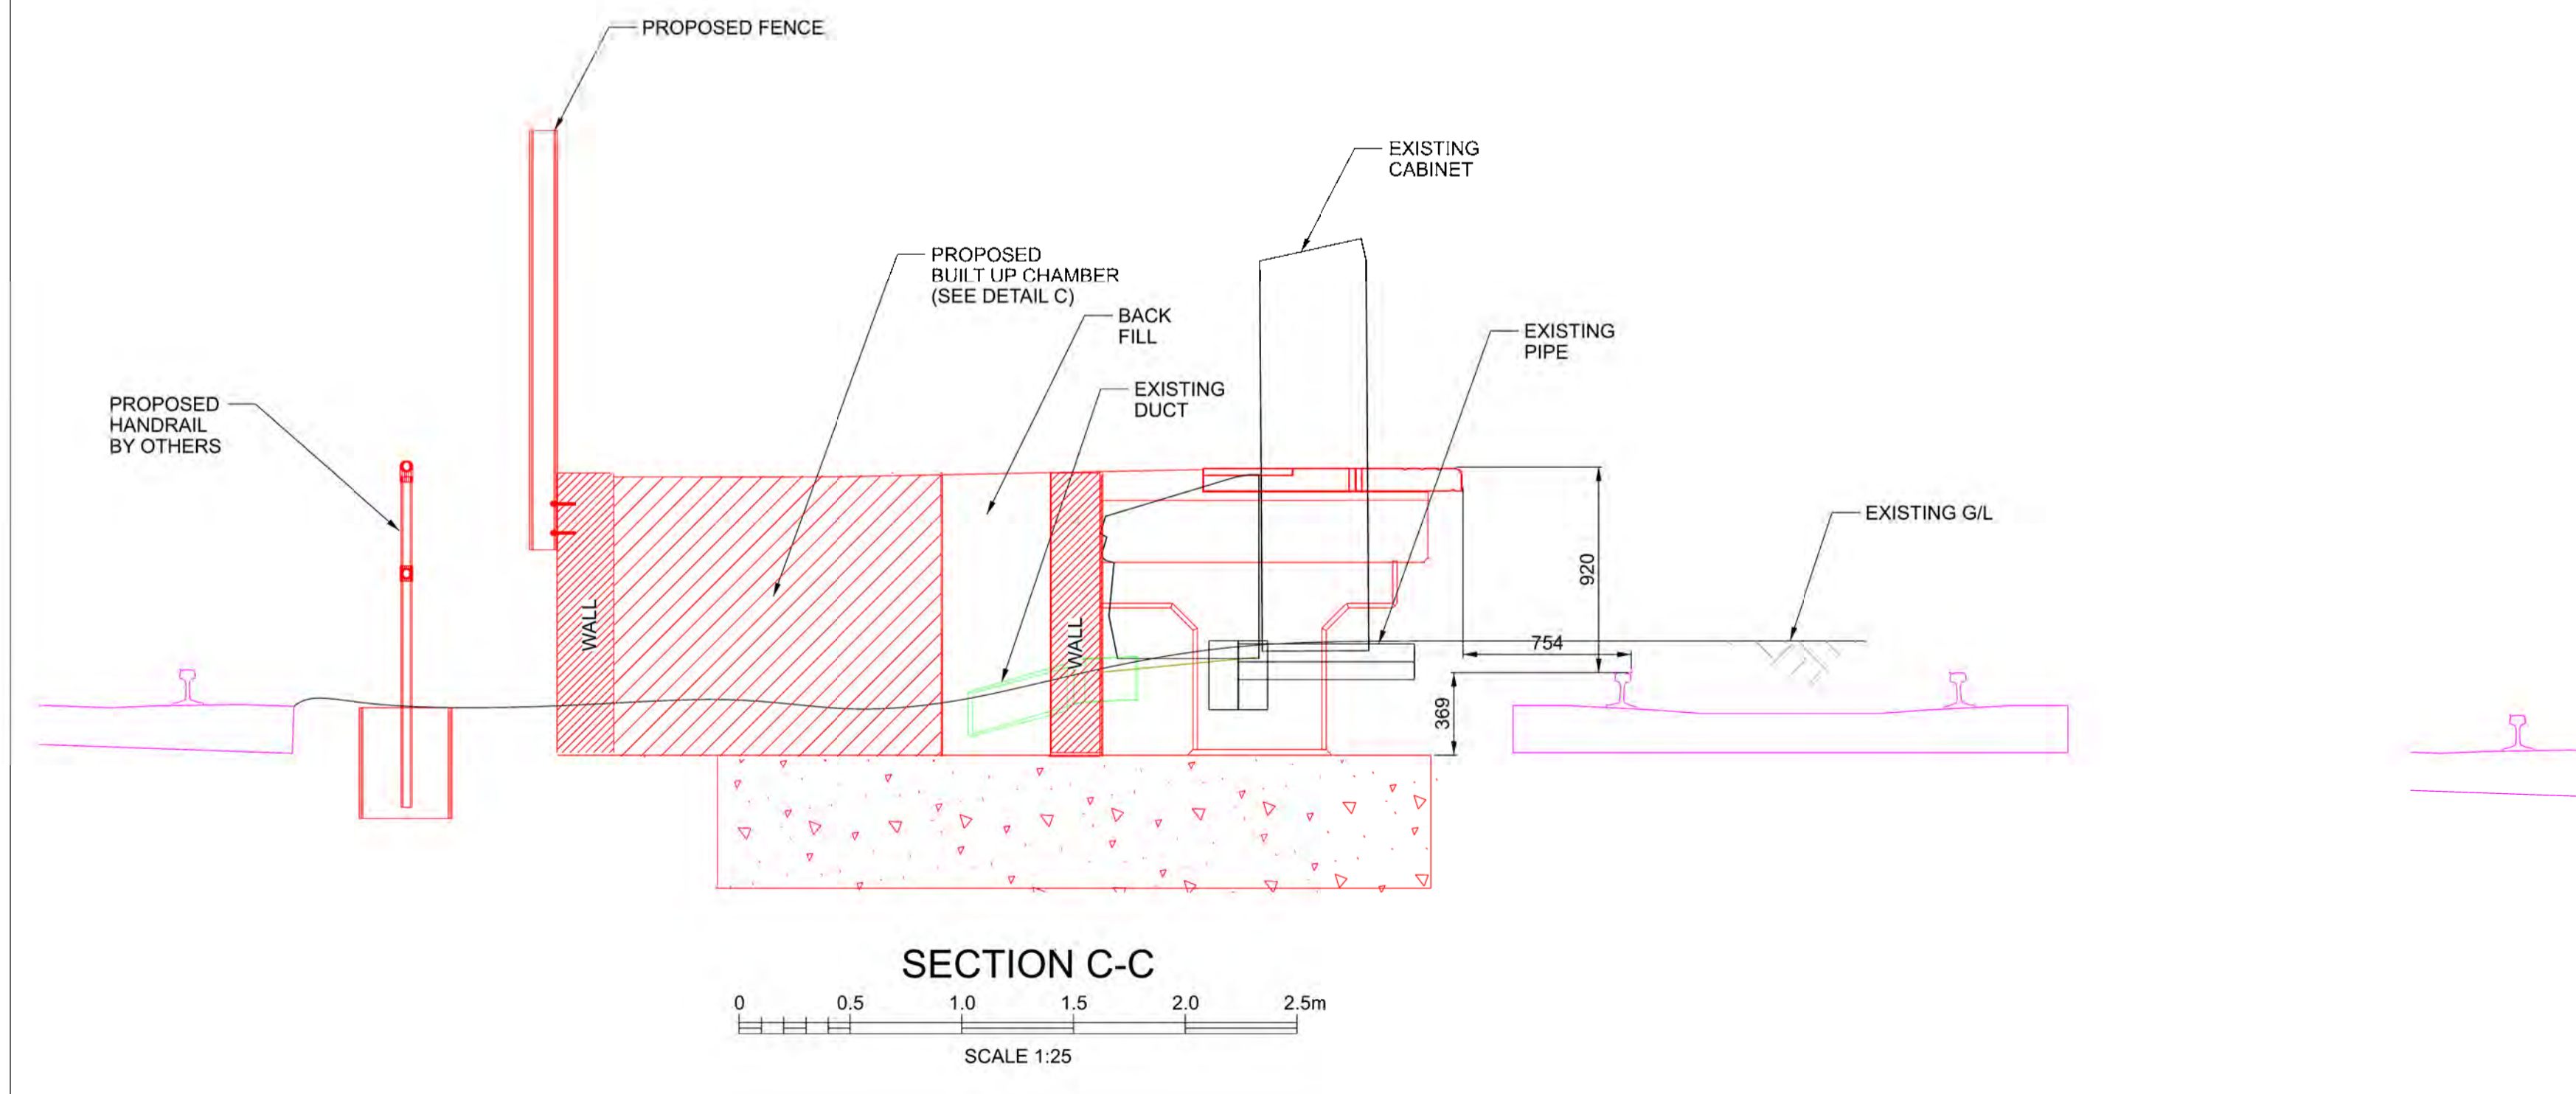 PROPOSED FENCE
EXISTING
CABINET
PROPOSED
BUILT UP CHAMBER
(SEE DETAIL C)
BACK
FILL
EXISTING
PIPE
EXISTING
DUCT
PROPOSED
HANDRAIL
BY OTHERS
EXISTING G/L
920
WALL
WALL
754
369
SECTION C-C
0 0.5 1.0 1.5 2.0 2.5m
SCALE 1:25